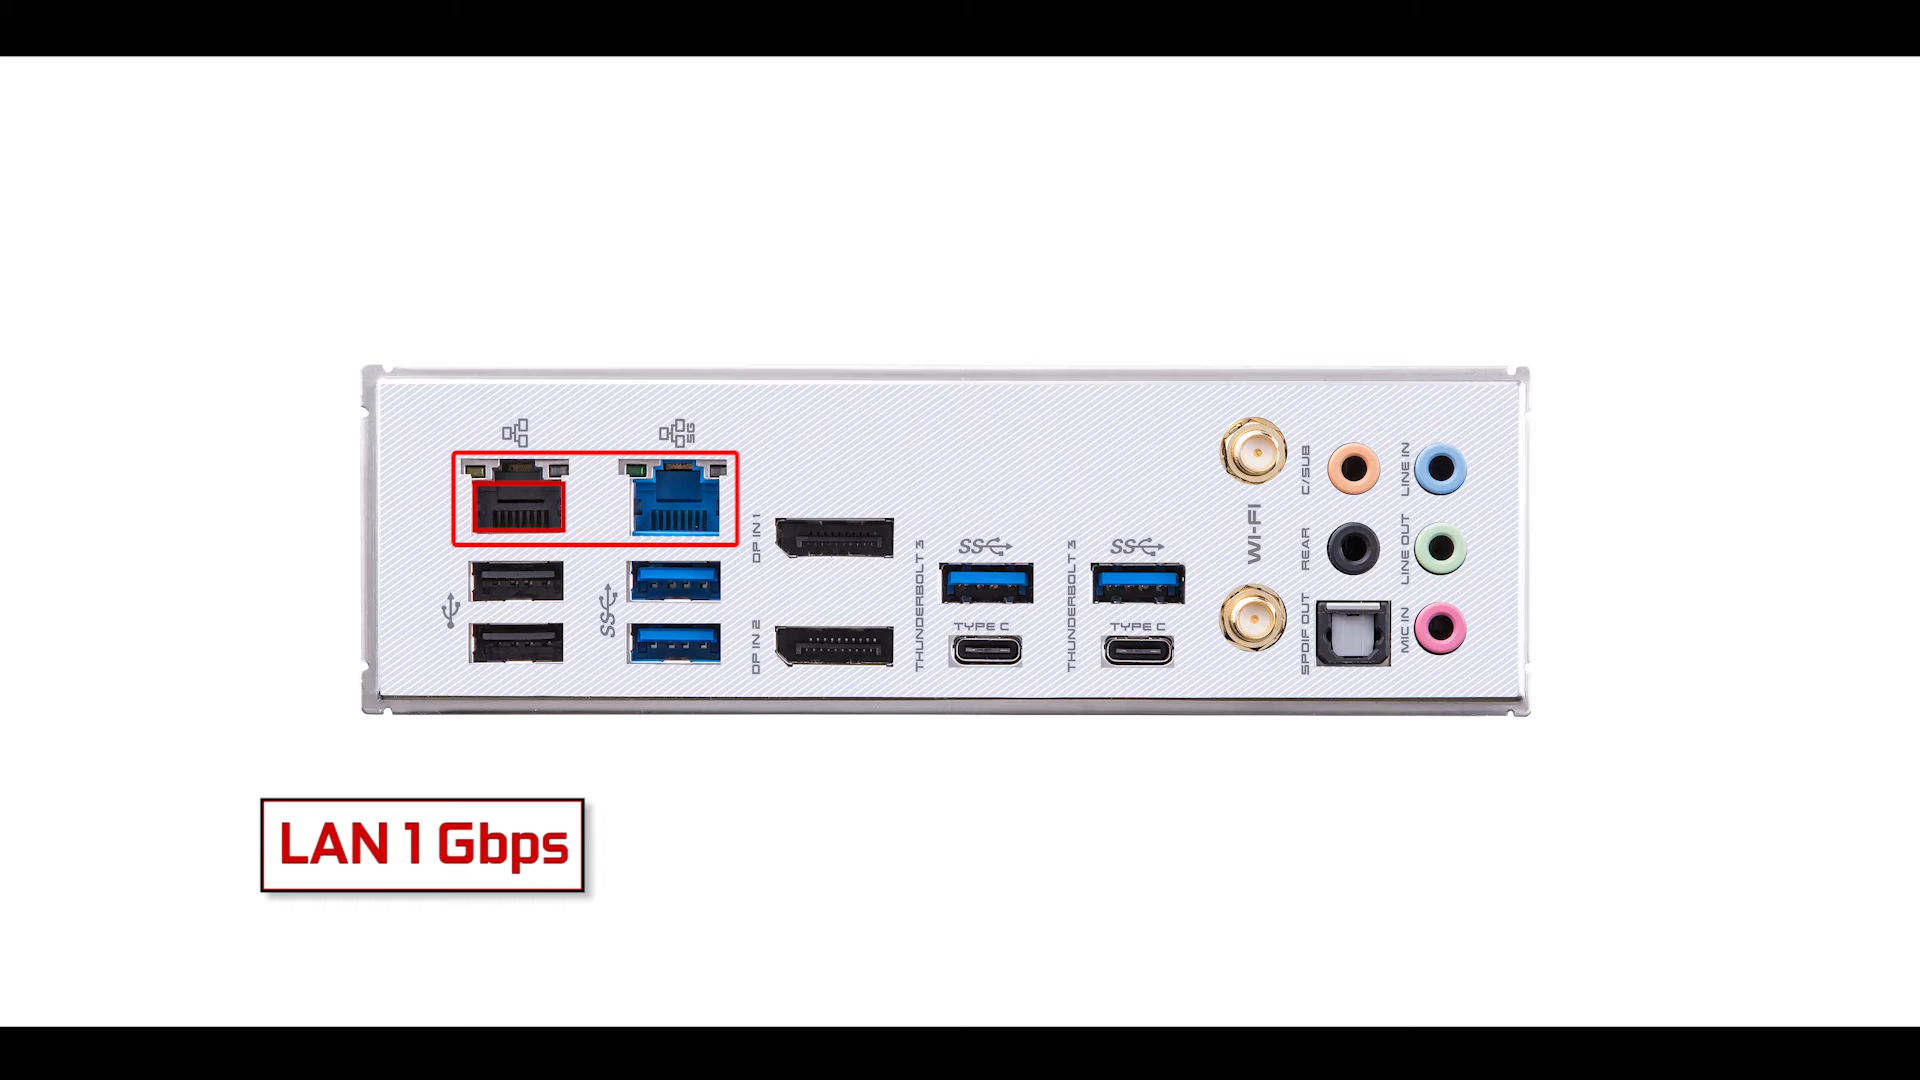 5G
DP IN 1
DP IN 2
THUNDERBOLT 3
SS
TYPE C
THUNDERBOLT 3
SS
TYPE C
SS
WI-FI
C/SUB
REAR
SPDIF OUT
LINE IN
LINE OUT
MIC IN
LAN 1 Gbps